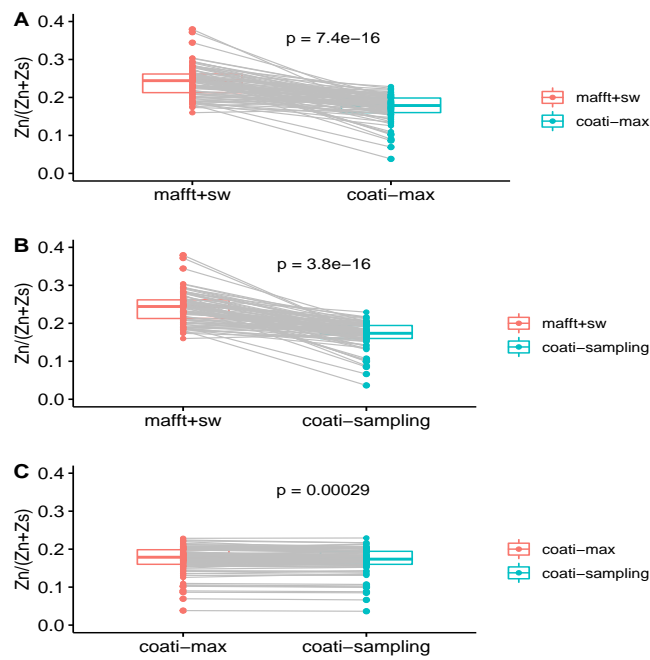 A
Zn/(Zn+Zs)
0.4
0.3
0.2
0.1
0.0
p = 7.4e−16
mafft+sw
coati−max
mafft+sw
coati−max
B
Zn/(Zn+Zs)
0.4
0.3
0.2
0.1
0.0
p = 3.8e−16
mafft+sw
coati−sampling
mafft+sw
coati−sampling
C
Zn/(Zn+Zs)
0.4
0.3
0.2
0.1
0.0
p = 0.00029
coati−max
coati−sampling
coati−max
coati−sampling